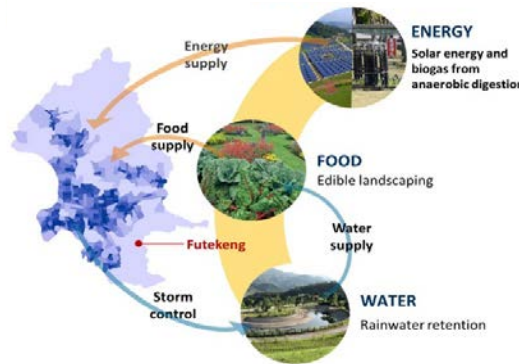 ENERGY
Solar energy and
biogas from
anaerobic digestion
Energy
supply
Food
supply
FOOD
Edible landscaping
Water
supply
Futekeng
Storm
control
WATER
Rainwater retention